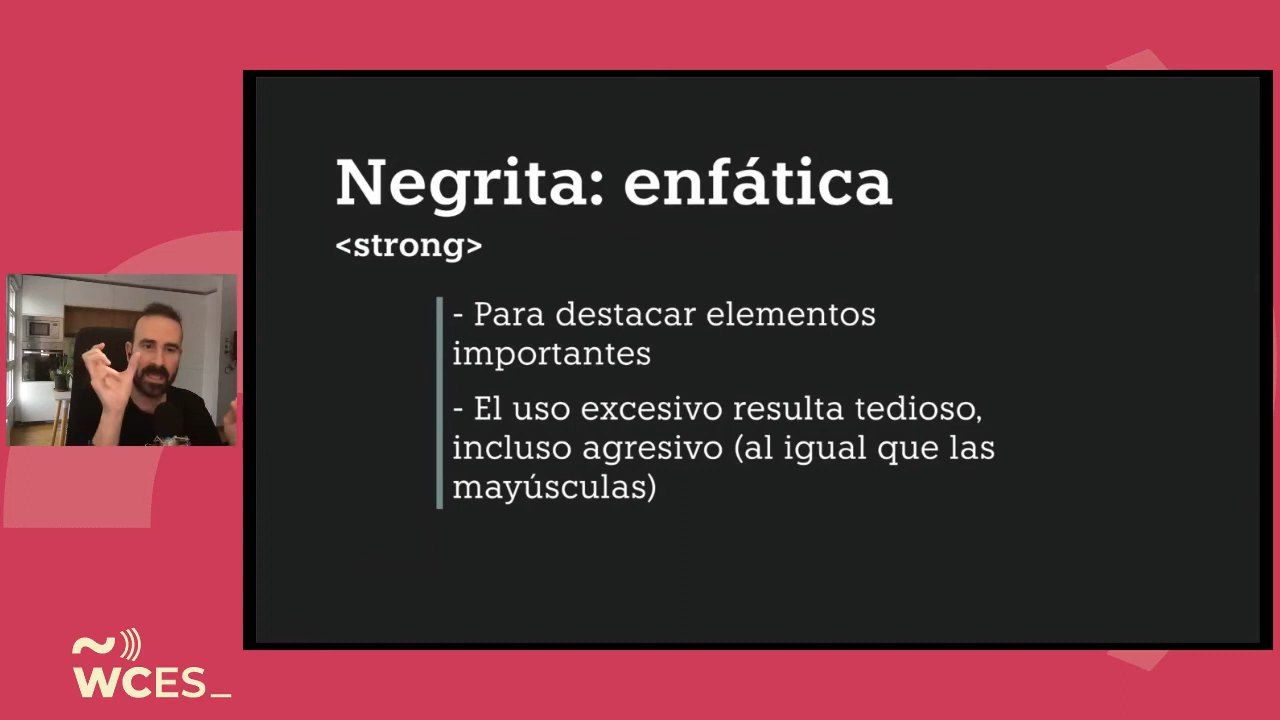 Negrita: enfática
<strong>
- Para destacar elementos
importantes
- El uso excesivo resulta tedioso,
incluso agresivo (al igual que las
mayúsculas)
~
WCES_